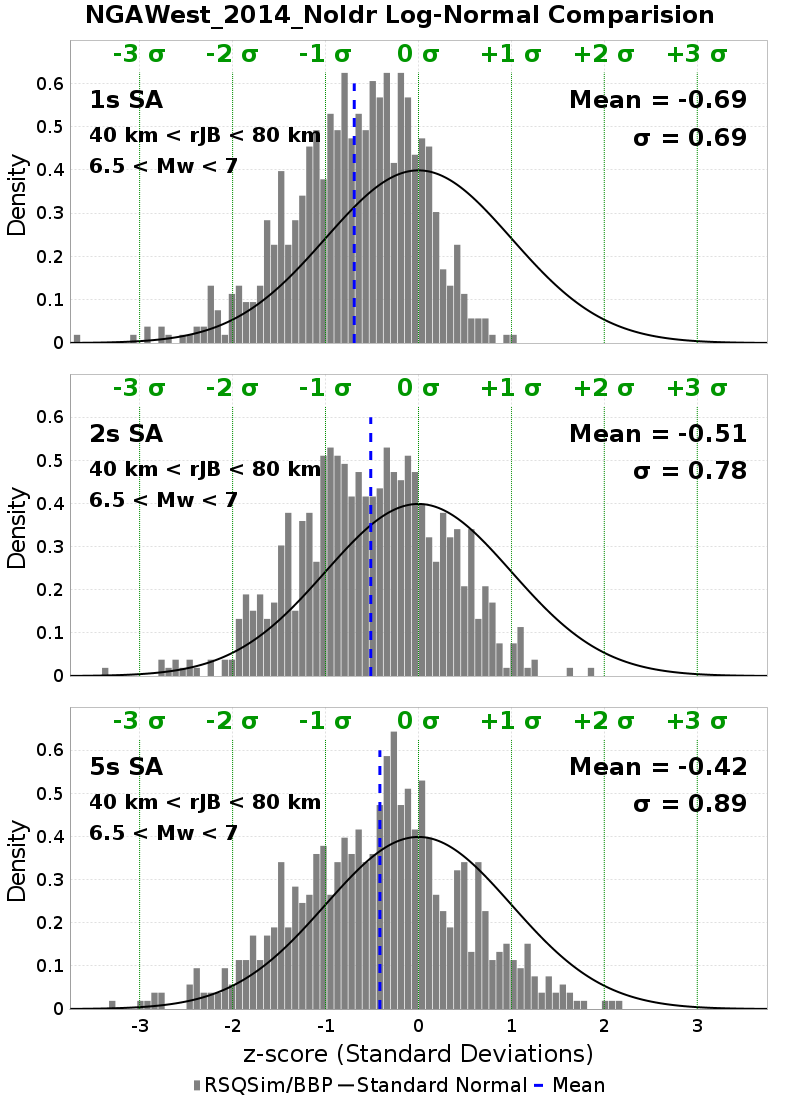 NGAWest_2014_NoIdr Log-Normal Comparision
-3 σ -2 σ -1 σ 0 σ +1 σ +2 σ +3 σ
0.6
1s SA Mean = -0.69
0.5
40 km < rJB < 80 km σ = 0.69
0.4
6.5 < Mw < 7
Density
0.3
0.2
0.1
0
-3 σ -2 σ -1 σ 0 σ +1 σ +2 σ +3 σ
0.6
2s SA Mean = -0.51
0.5
40 km < rJB < 80 km σ = 0.78
0.4
6.5 < Mw < 7
Density
0.3
0.2
0.1
0
-3 σ -2 σ -1 σ 0 σ +1 σ +2 σ +3 σ
0.6
5s SA Mean = -0.42
0.5
40 km < rJB < 80 km σ = 0.89
0.4
6.5 < Mw < 7
Density
0.3
0.2
0.1
0
-3 -2 -1 0 1 2 3
z-score (Standard Deviations)
RSQSim/BBP Standard Normal Mean